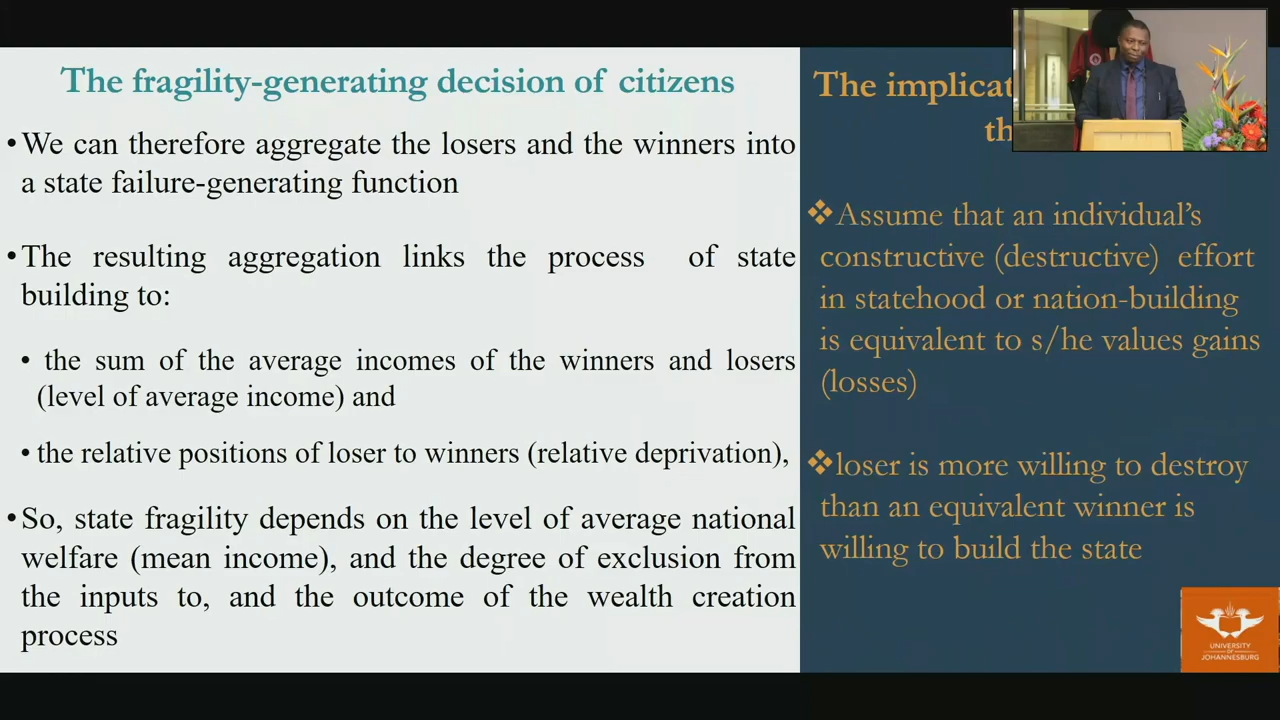 The fragility-generating decision of citizens
•We can therefore aggregate the losers and the winners into
a state failure-generating function
•The resulting aggregation links the process of state
building to:
• the sum of the average incomes of the winners and losers
(level of average income) and
• the relative positions of loser to winners (relative deprivation),
•So, state fragility depends on the level of average national
welfare (mean income), and the degree of exclusion from
the inputs to, and the outcome of the wealth creation
process
The
❖Assume that an individual’s
constructive (destructive) effort
in statehood or nation-building
is equivalent to s/he values gains
(losses)
❖loser is more willing to destroy
than an equivalent winner is
willing to build the state
UNIVERSITY
OF
JOHANNESBURG